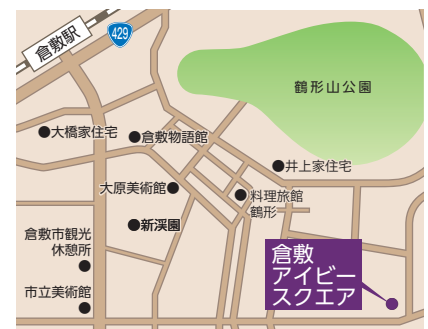 倉敷駅
429
鶴形山公園
大橋家住宅
倉敷物語館
井上家住宅
大原美術館
料理旅館
鶴形
新渓園
倉敷市観光
休憩所
倉敷
アイビー
スクエア
市立美術館